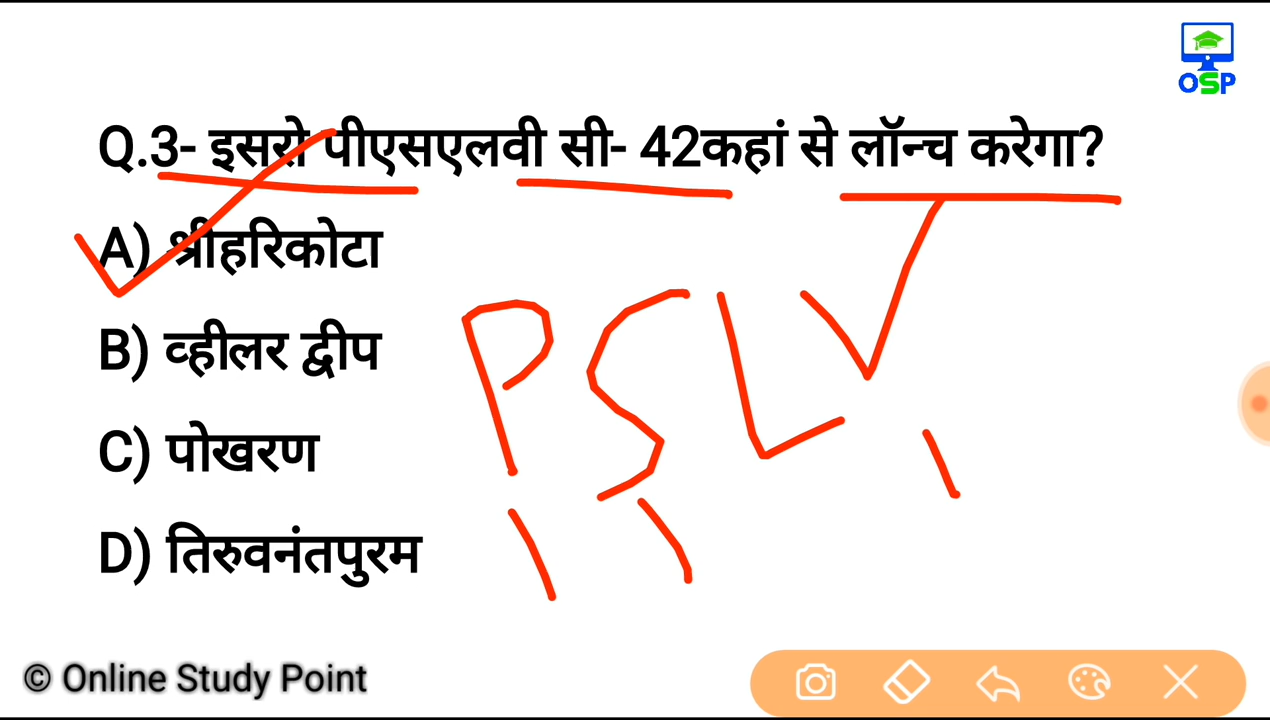 OSP
Q.3- इसरो पीएसएलवी सी- 42कहां से लॉन्च करेगा?
A) श्रीहरिकोटा
B) व्हीलर द्वीप
C) पोखरण
D) तिरुवनंतपुरम
PSLV
© Online Study Point